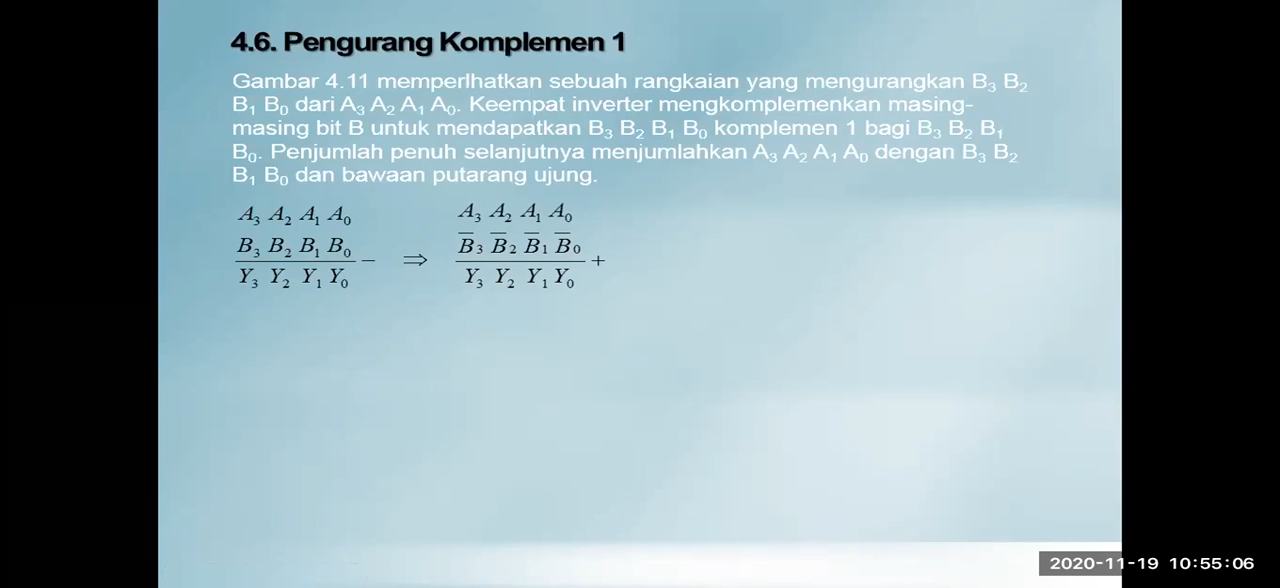 4.6. Pengurang Komplemen 1
Gambar 4.11 memperlhatkan sebuah rangkaian yang mengurangkan B₃ B₂
B₁ B₀ dari A₃ A₂ A₁ A₀. Keempat inverter mengkomplemenkan masing-
masing bit B untuk mendapatkan B₃ B₂ B₁ B₀ komplemen 1 bagi B₃ B₂ B₁
B₀. Penjumlah penuh selanjutnya menjumlahkan A₃ A₂ A₁ A₀ dengan B₃ B₂
B₁ B₀ dan bawaan putarang ujung.
A₃ A₂ A₁ A₀
B₃ B₂ B₁ B₀
−
Y₃ Y₂ Y₁ Y₀
⇒
A₃ A₂ A₁ A₀
B̅₃ B̅₂ B̅₁ B̅₀
+
Y₃ Y₂ Y₁ Y₀
2020-11-19 10:55:06